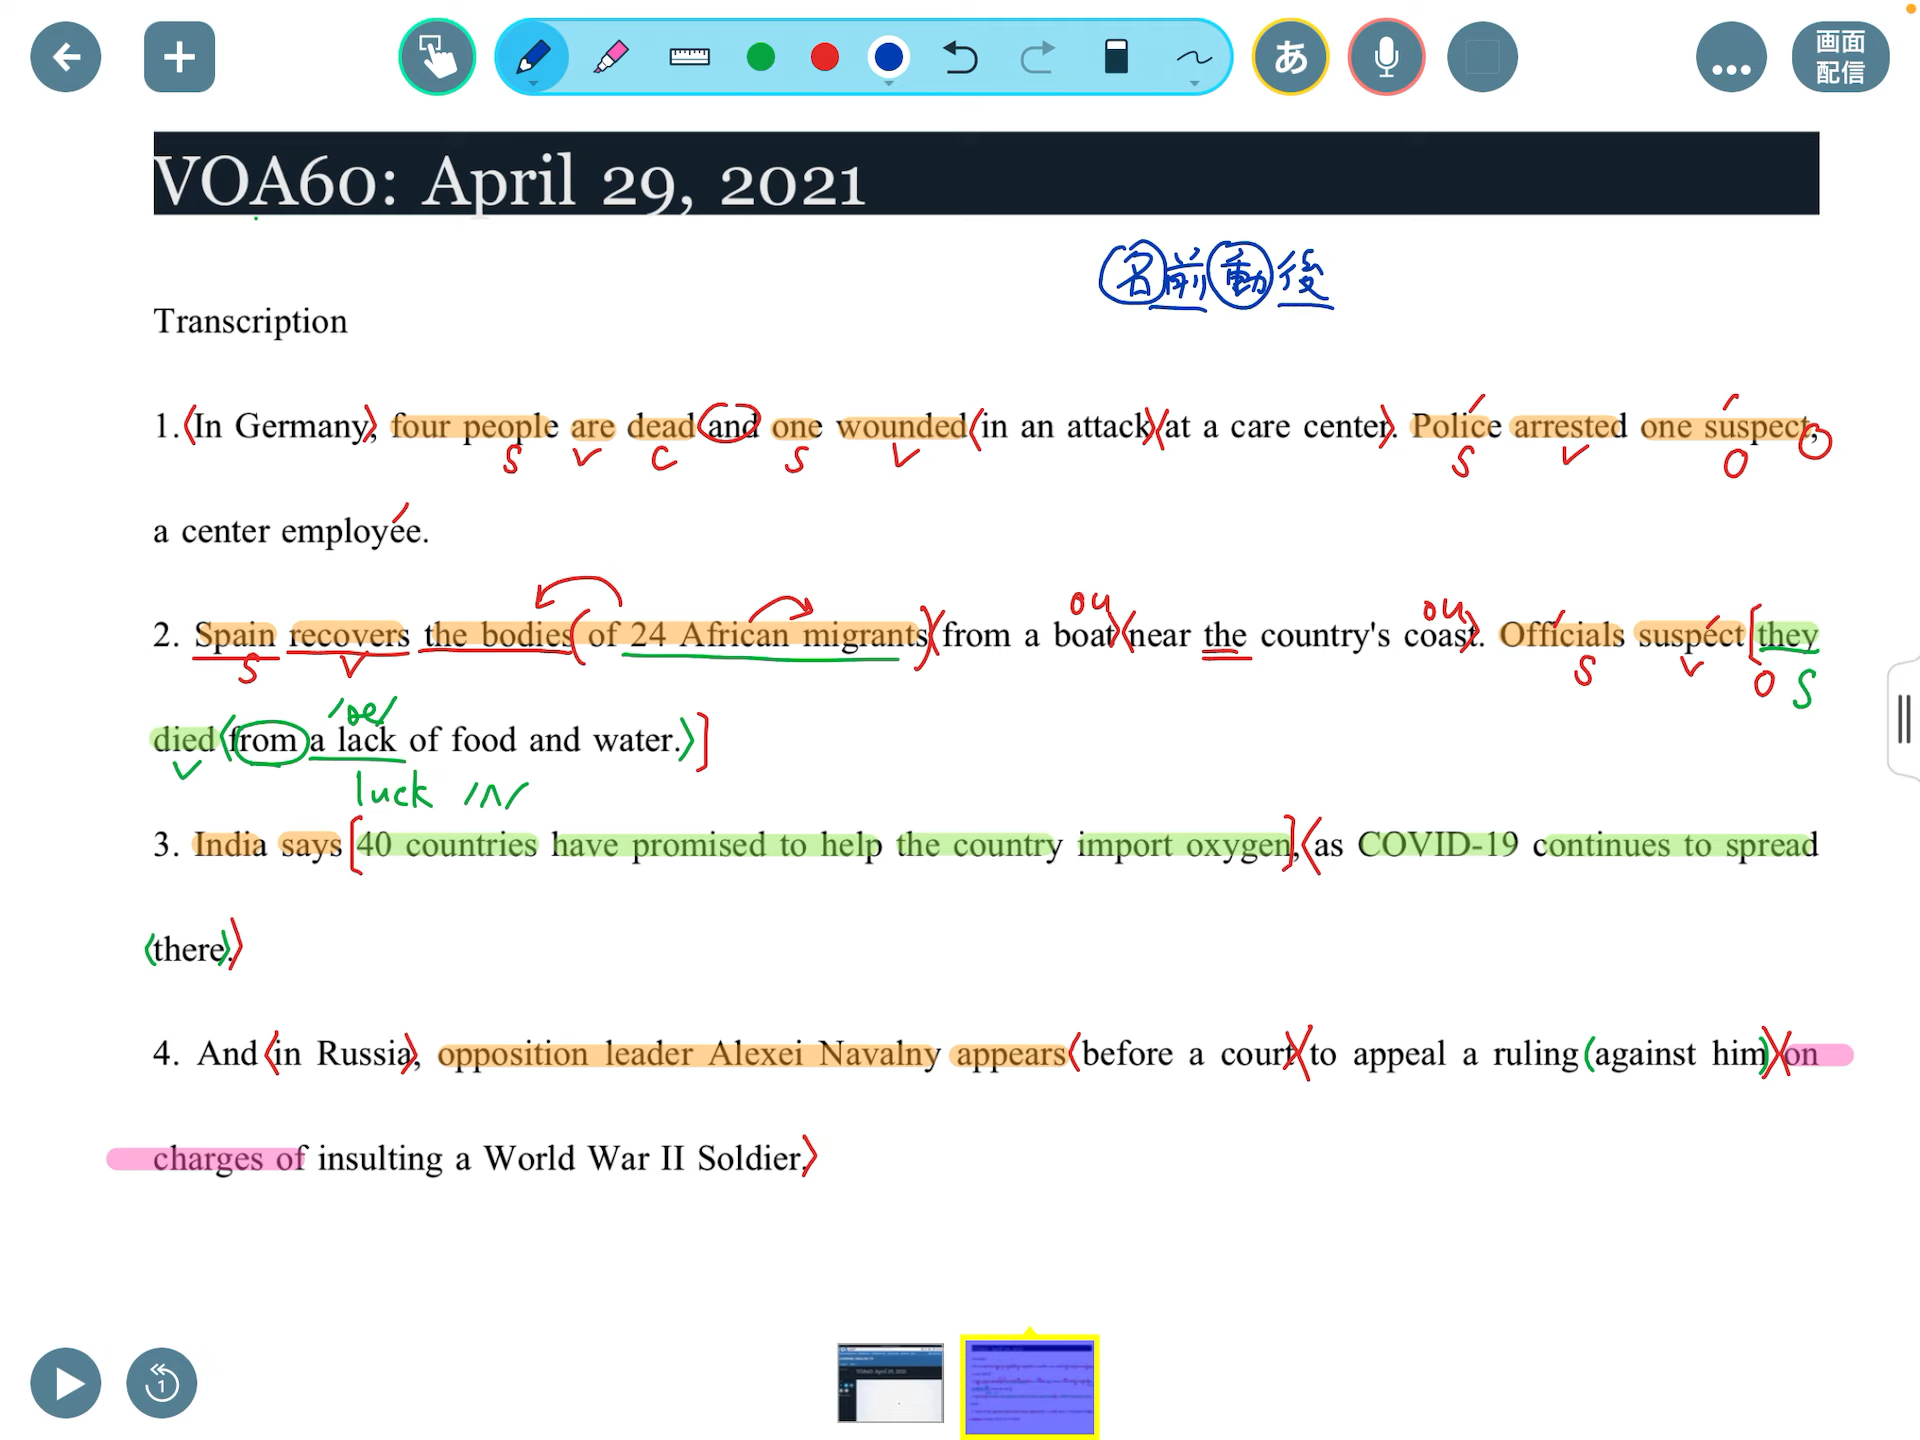 あ
画面
配信
VOA60: April 29, 2021
名前動後
Transcription
1. In Germany, four people are dead and one wounded in an attack at a care center. Police arrested one suspect,
S V C S V S V O
a center employee.
ou ou
2. Spain recovers the bodies of 24 African migrants from a boat near the country's coast. Officials suspect they
S V S V O S
died from a lack of food and water.
V luck /ʌ/
3. India says 40 countries have promised to help the country import oxygen, as COVID-19 continues to spread
there.
4. And in Russia, opposition leader Alexei Navalny appears before a court to appeal a ruling against him on
charges of insulting a World War II Soldier.
1